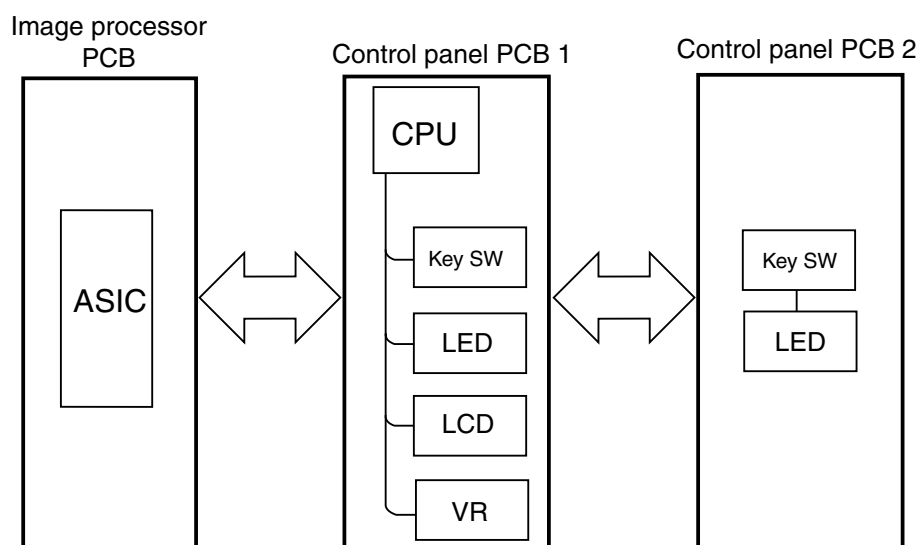 Image processor
PCB
ASIC
Control panel PCB 1
CPU
Key SW
LED
LCD
VR
Control panel PCB 2
Key SW
LED